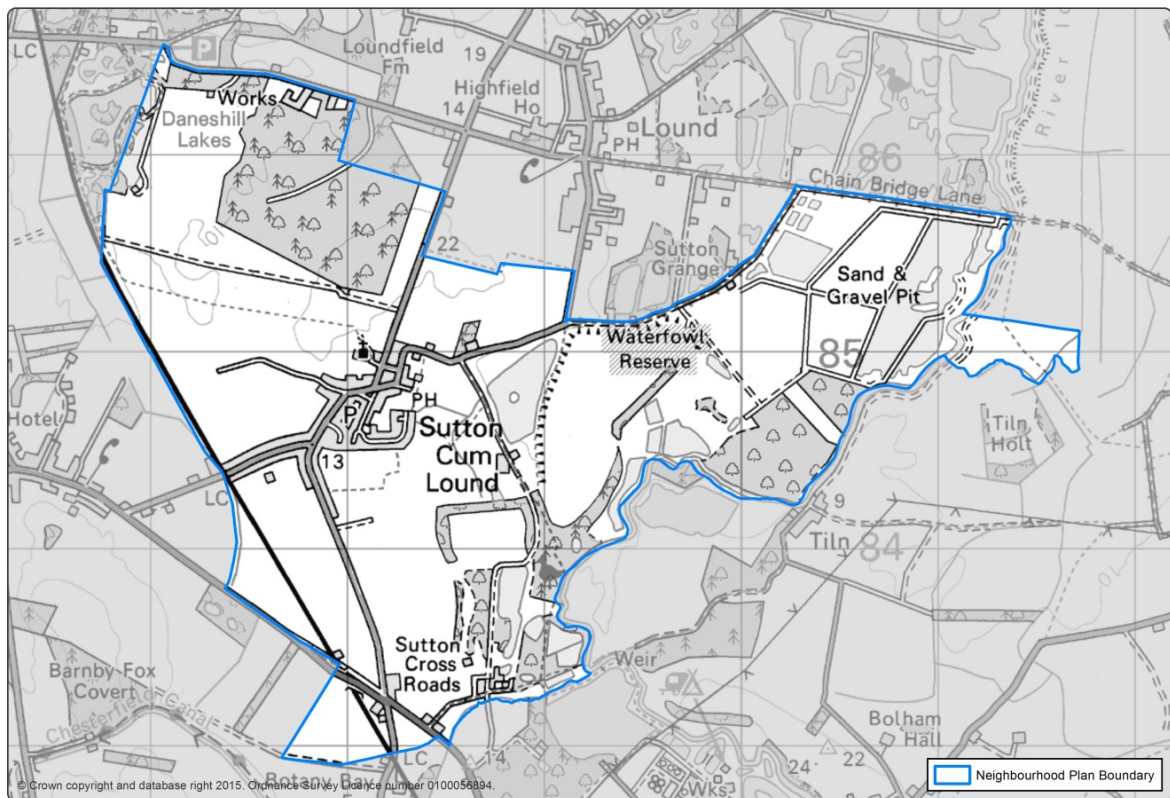 LC
P
Loundfield
Fm
19
Highfield
Ho
14
Works
Daneshill
Lakes
Lound
PH
86
Chain Bridge Lane
22
Sutton
Grange
Sand &
Gravel Pit
Waterfowl
Reserve
85
Hotel
P
PH
Sutton
Cum
Lound
13
LC
Tiln
Holt
9
Tiln
84
10
Sutton
Cross
Roads
Weir
Barnby Fox
Covert
Chesterfield Canal
Bolham
Hall
22
24
Wks
14
LC
Botany Bay
© Crown copyright and database right 2015. Ordnance Survey Licence number 0100056894.
Neighbourhood Plan Boundary